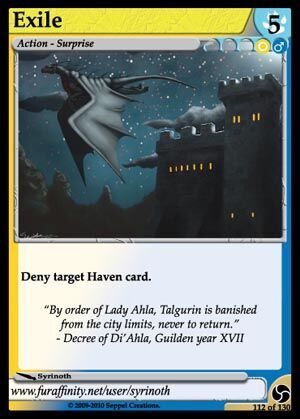 Exile
5
Action - Surprise
Deny target Haven card.
“By order of Lady Ahla, Talgurin is banished
from the city limits, never to return.”
- Decree of Di’Ahla, Guilden year XVII
Syrinoth
www.furaffinity.net/user/syrinoth
© 2009-2010 Seppel Creations.
112 of 130